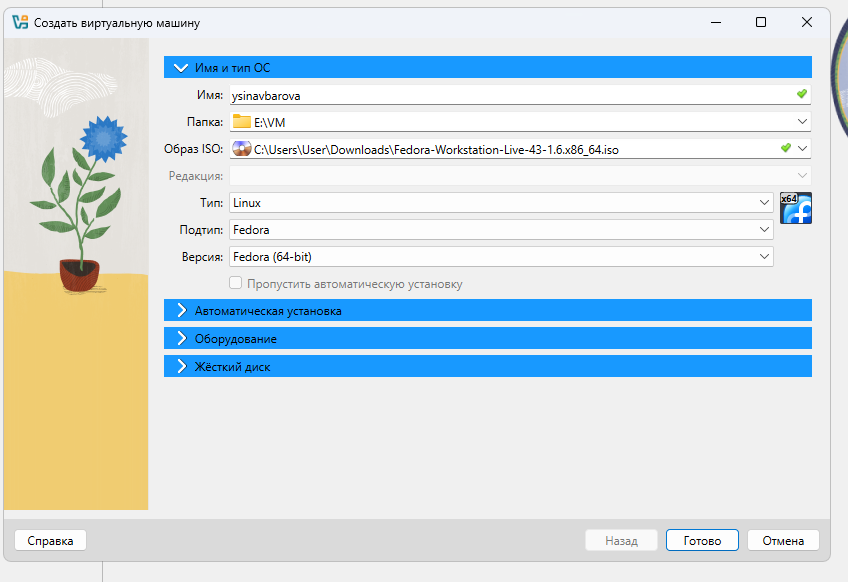 Создать виртуальную машину
Имя и тип ОС
Имя: ysinavbarova
Папка: E:\VM
Образ ISO: C:\Users\User\Downloads\Fedora-Workstation-Live-43-1.6.x86_64.iso
Редакция:
Тип: Linux
x64
Подтип: Fedora
Версия: Fedora (64-bit)
Пропустить автоматическую установку
Автоматическая установка
Оборудование
Жёсткий диск
Справка Назад Готово Отмена